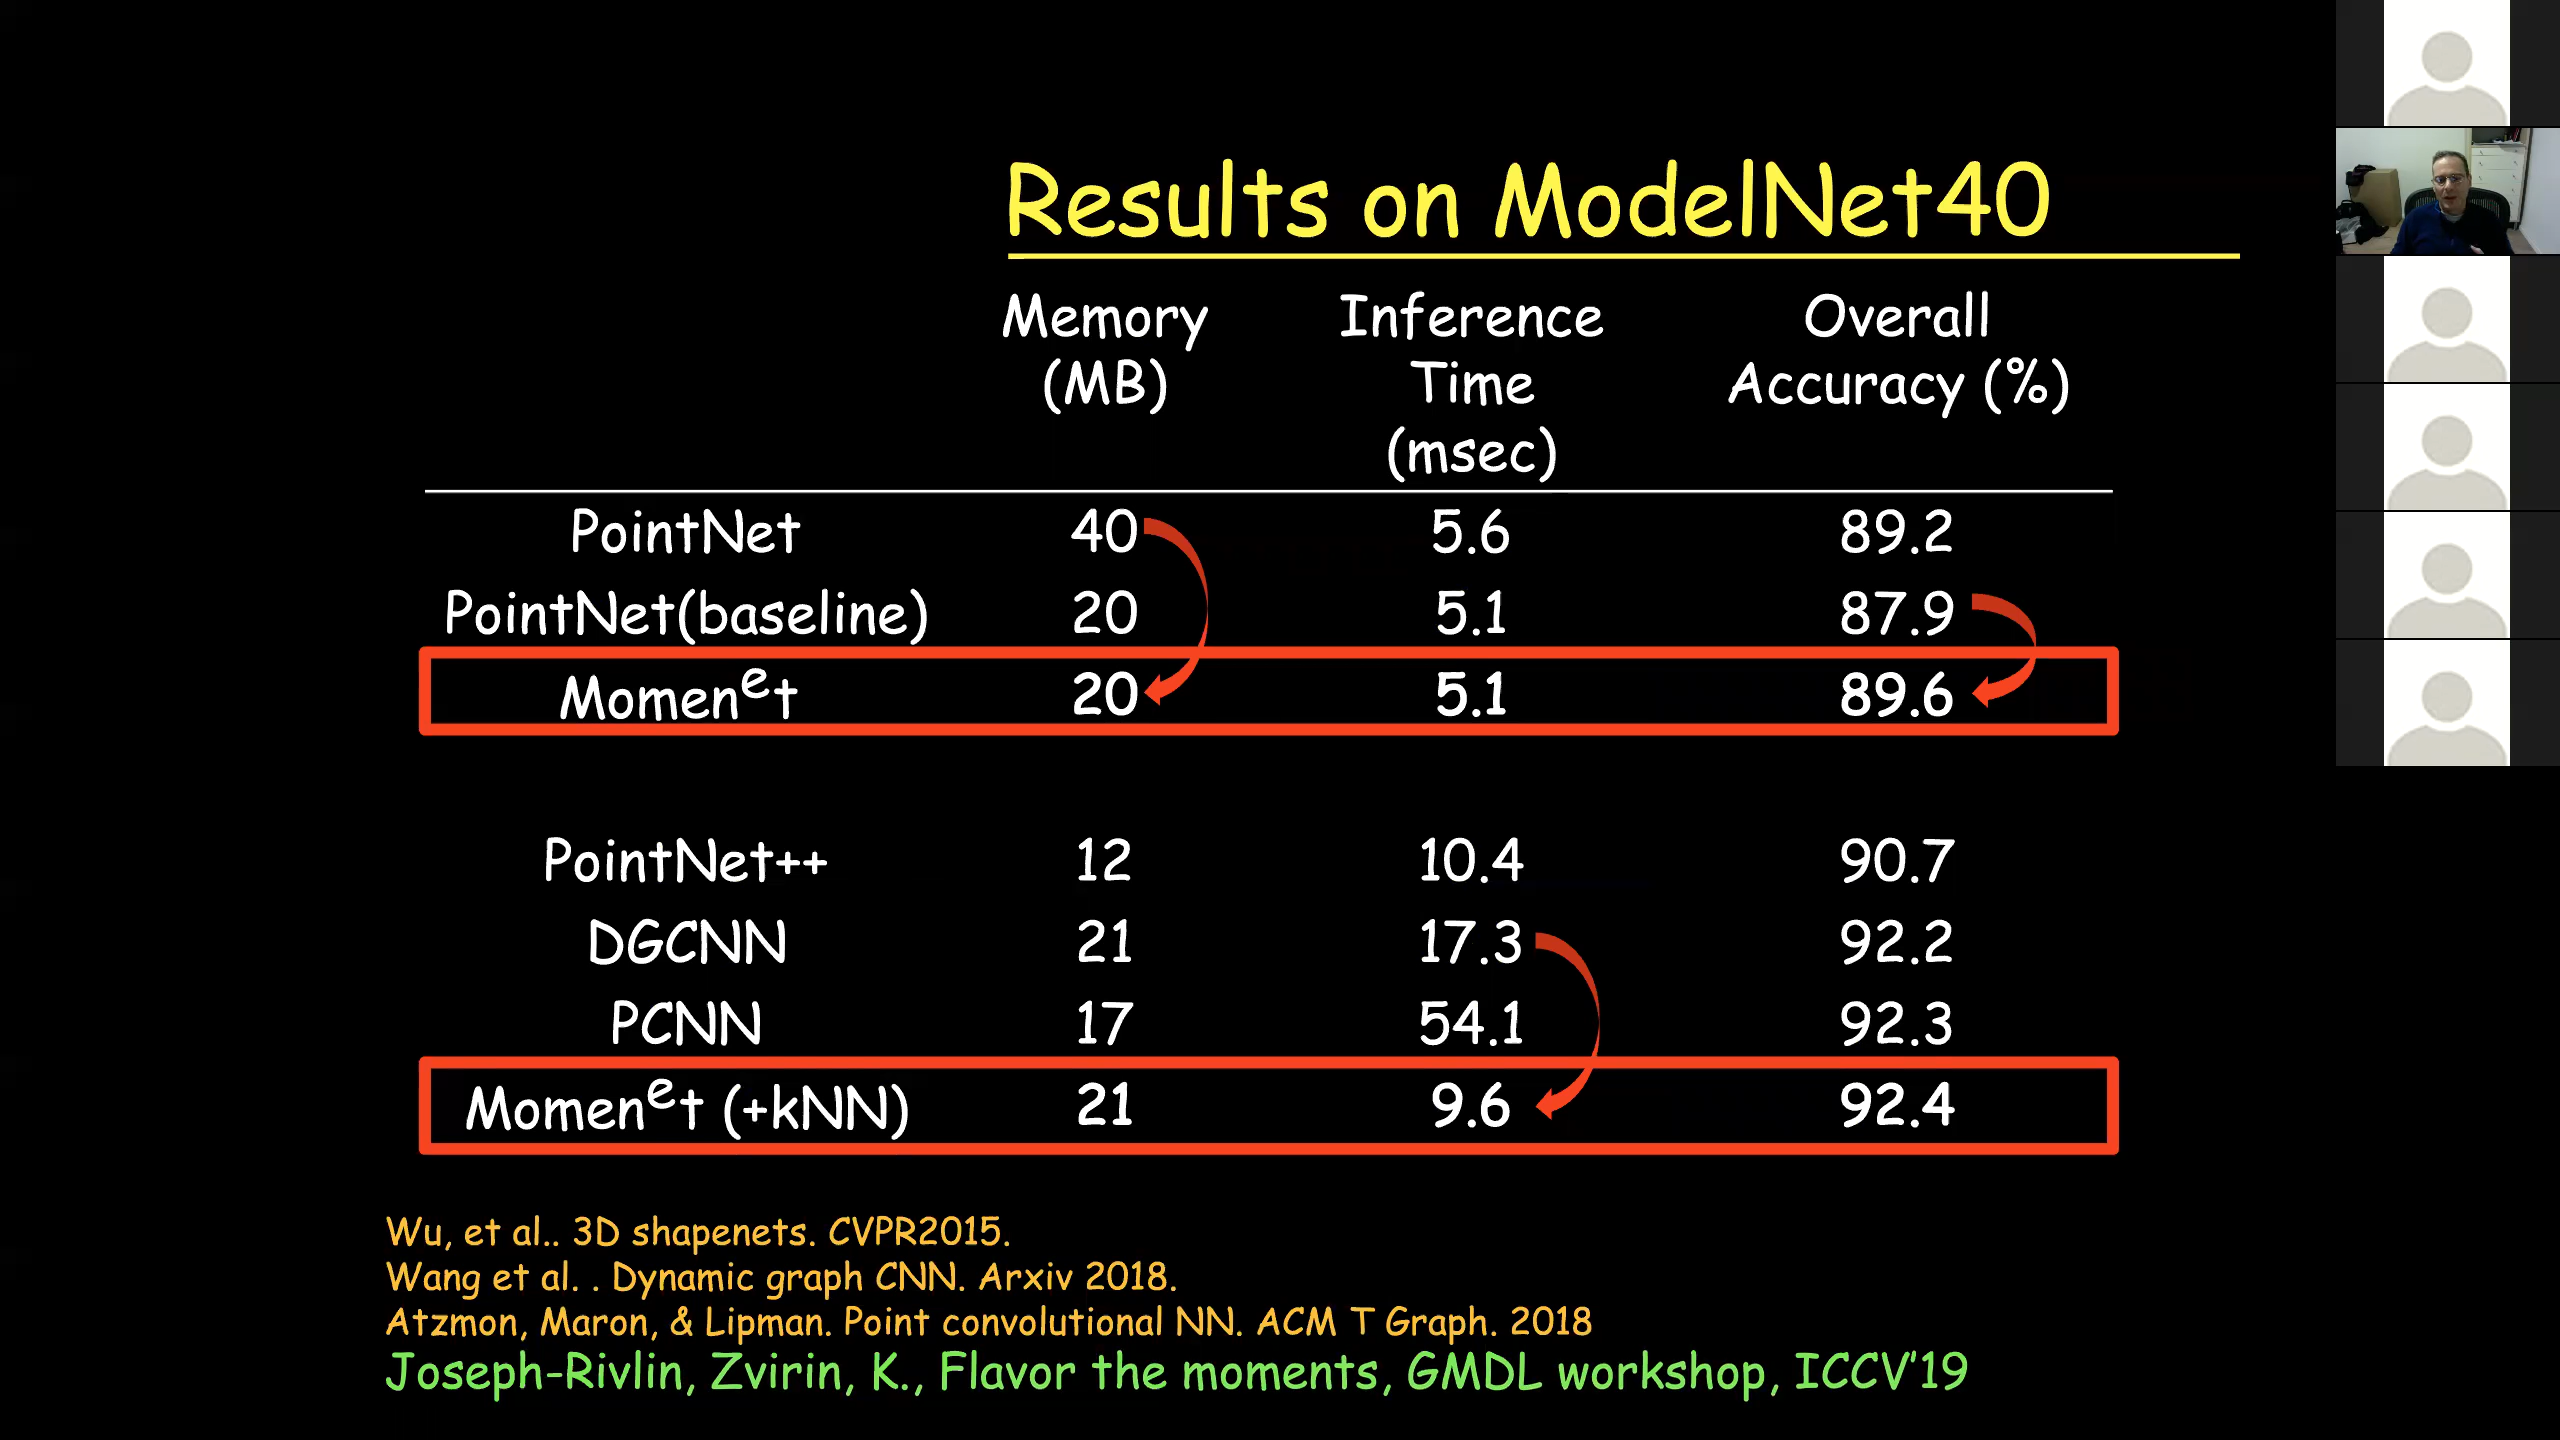 Results on ModelNet40
Memory (MB) Inference Time (msec) Overall Accuracy (%)
PointNet 40 5.6 89.2
PointNet(baseline) 20 5.1 87.9
Momenet 20 5.1 89.6
PointNet++ 12 10.4 90.7
DGCNN 21 17.3 92.2
PCNN 17 54.1 92.3
Momenet (+kNN) 21 9.6 92.4
Wu, et al.. 3D shapenets. CVPR2015.
Wang et al. . Dynamic graph CNN. Arxiv 2018.
Atzmon, Maron, & Lipman. Point convolutional NN. ACM T Graph. 2018
Joseph-Rivlin, Zvirin, K., Flavor the moments, GMDL workshop, ICCV'19